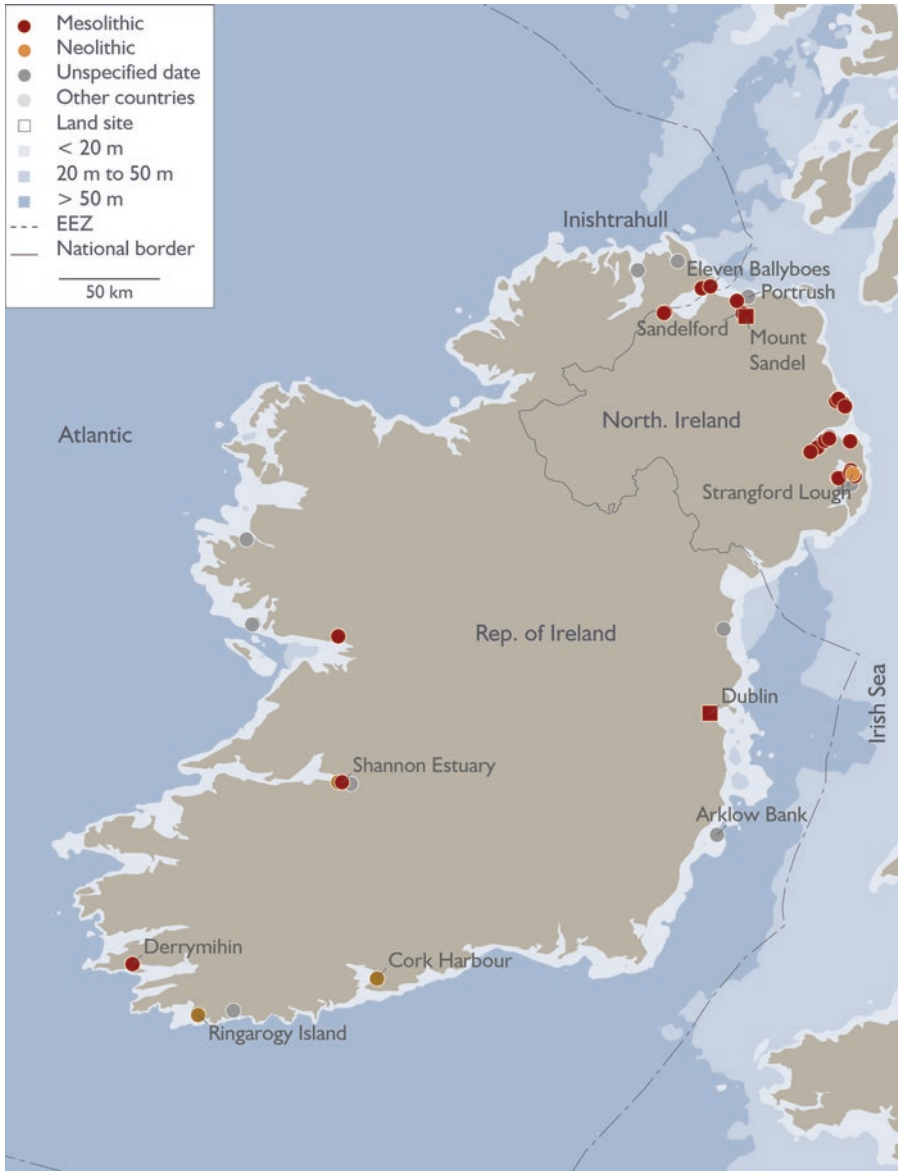 Mesolithic
Neolithic
Unspecified date
Other countries
Land site
< 20 m
20 m to 50 m
> 50 m
EEZ
National border
50 km
Inishtrahull
Eleven Ballyboes
Portrush
Sandelford
Mount
Sandel
North. Ireland
Atlantic
Strangford Lough
Rep. of Ireland
Dublin
Irish Sea
Shannon Estuary
Arklow Bank
Derrymihin
Cork Harbour
Ringarogy Island